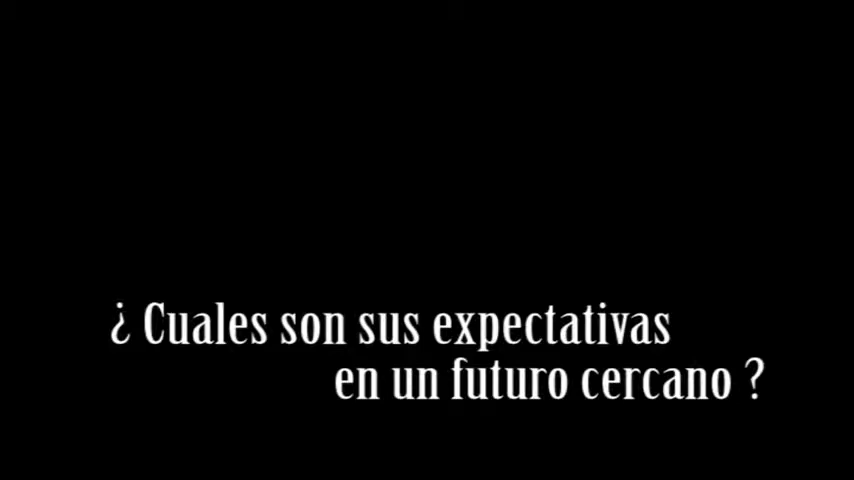 ¿ Cuales son sus expectativas
en un futuro cercano ?